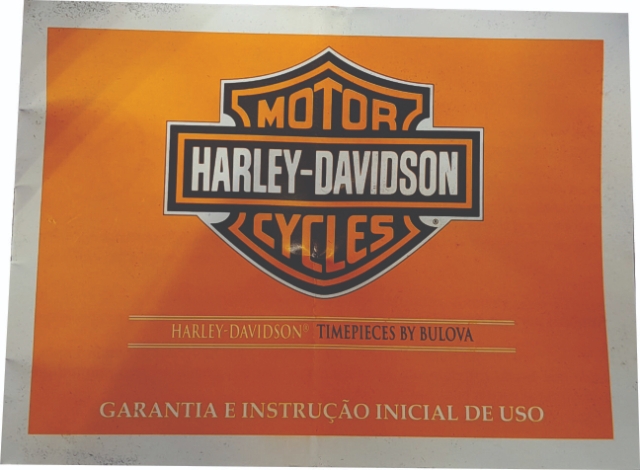 MOTOR
HARLEY-DAVIDSON
CYCLES
®
HARLEY-DAVIDSON® TIMEPIECES BY BULOVA
GARANTIA E INSTRUÇÃO INICIAL DE USO